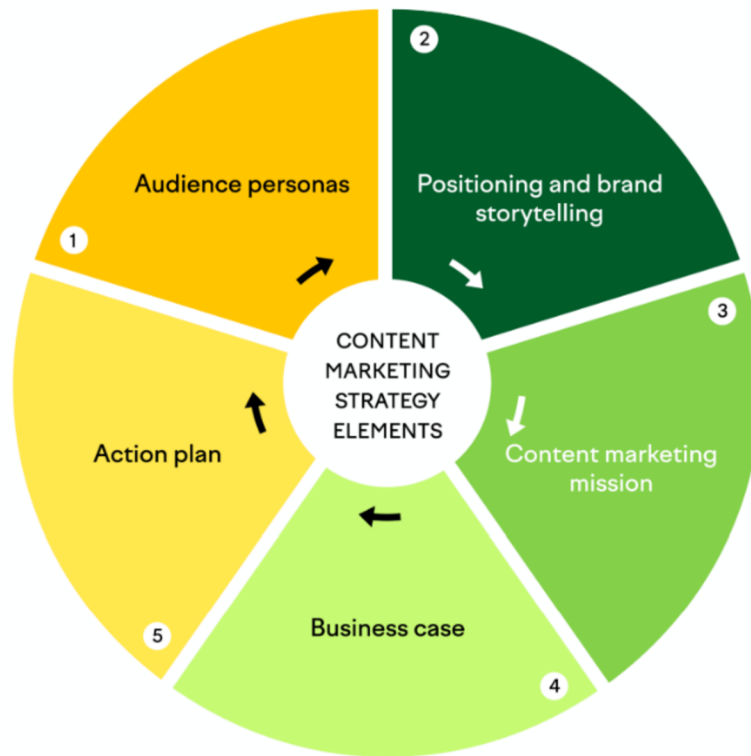 2
Audience personas
Positioning and brand
storytelling
1
3
CONTENT
MARKETING
STRATEGY
ELEMENTS
Action plan
Content marketing
mission
Business case
5
4